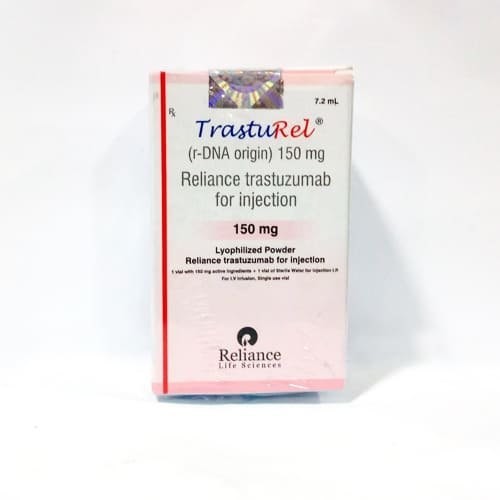 7.2 mL
Rx
TrastuRel®
(r-DNA origin) 150 mg
Reliance trastuzumab
for injection
150 mg
Lyophilized Powder
Reliance trastuzumab for injection
1 vial with 150 mg active ingredients + 1 vial of Sterile Water for Injection I.P.
For I.V Infusion, Single use vial
Reliance
Life Sciences